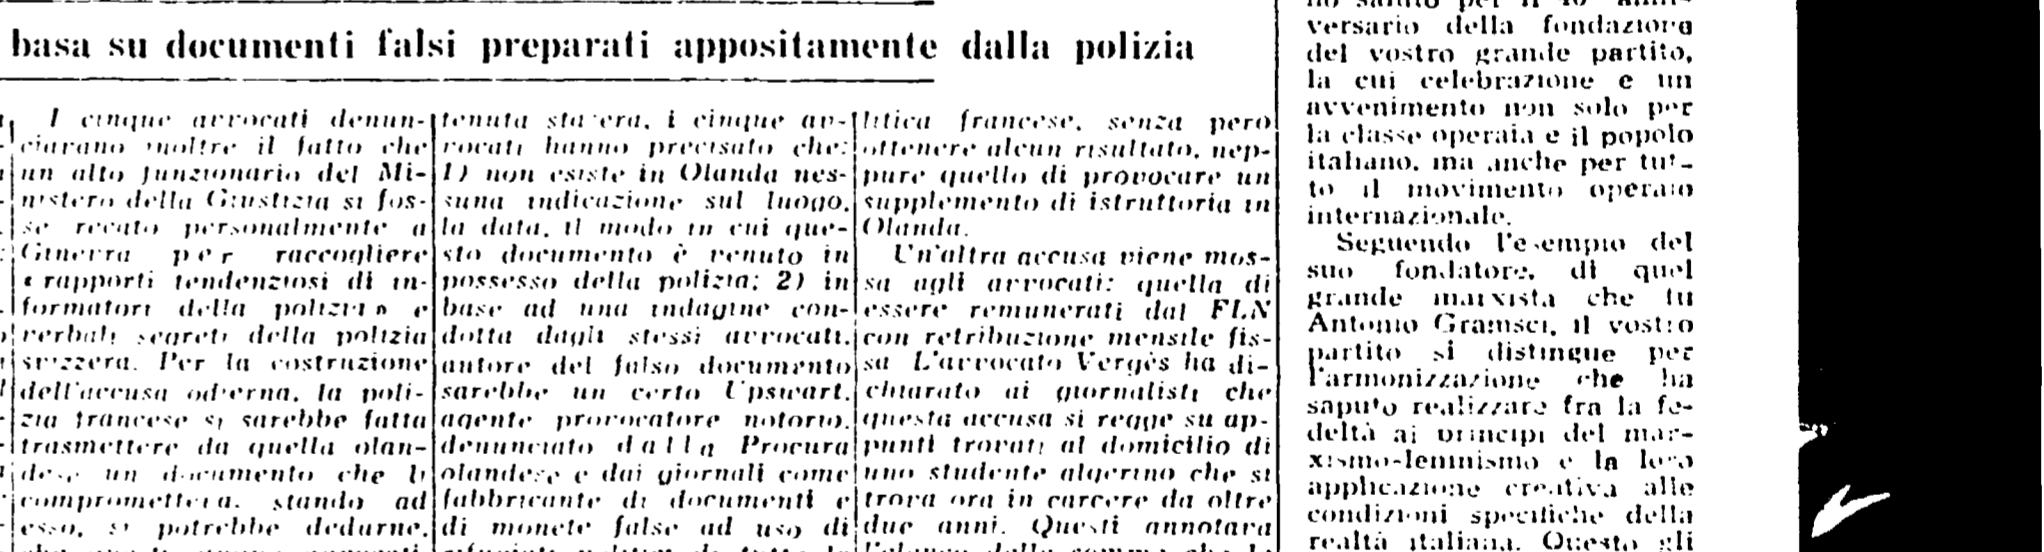 basa su documenti falsi preparati appositamente dalla polizia
I cinque avvocati denun-
ciavano inoltre il fatto che
un alto funzionario del Mi-
nistero della Giustizia si fos-
se recato personalmente a
Ginevra per raccogliere
« rapporti tendenziosi di in-
formatori della polizia » e
verbali segreti della polizia
svizzera. Per la costruzione
dell'accusa odierna, la poli-
zia francese si sarebbe fatta
trasmettere da quella olan-
dese un documento che li
comprometteva. stando ad
esso, si potrebbe dedurne,
tenuta stasera, i cinque av-
vocati hanno precisato che:
1) non esiste in Olanda nes-
suna indicazione sul luogo,
la data, il modo in cui que-
sto documento è venuto in
possesso della polizia; 2) in
base ad una indagine con-
dotta dagli stessi avvocati,
autore del falso documento
sarebbe un certo Upswart,
agente provocatore notorio,
denunciato dalla Procura
olandese e dai giornali come
fabbricante di documenti e
di monete false ad uso di
litica francese, senza però
ottenere alcun risultato, nep-
pure quello di provocare un
supplemento di istruttoria in
Olanda.
Un'altra accusa viene mos-
sa agli avvocati: quella di
essere remunerati dal FLN
con retribuzione mensile fis-
sa L'avvocato Vergès ha di-
chiarato ai giornalisti che
questa accusa si regge su ap-
punti trovati al domicilio di
uno studente algerino che si
trova ora in carcere da oltre
due anni. Questi annotava
versario della fondazione
del vostro grande partito,
la cui celebrazione e un
avvenimento non solo per
la classe operaia e il popolo
italiano, ma anche per tut-
to il movimento operaio
internazionale.
Seguendo l'esempio del
suo fondatore, di quel
grande marxista che fu
Antonio Gramsci, il vostro
partito si distingue per
l'armonizzazione che ha
saputo realizzare fra la fe-
deltà ai principi del mar-
xismo-leninismo e la loro
applicazione creativa alle
condizioni specifiche della
realtà italiana. Questo gli